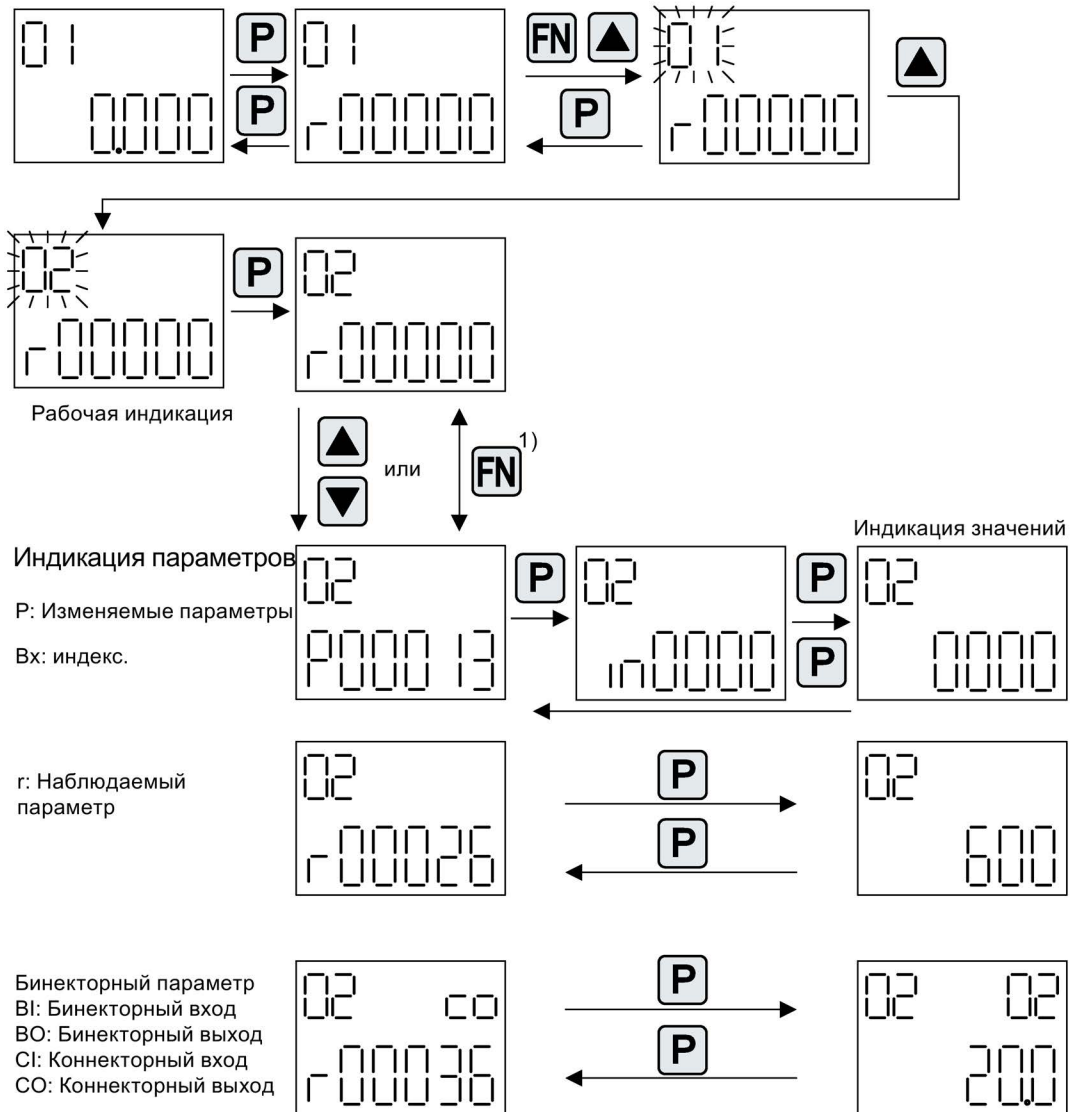 01
0.000
P
P
01
r00000
FN
P
01
r00000
02
r00000
P
02
r00000
Рабочая индикация
или
FN 1)
Индикация значений
Индикация параметров
P: Изменяемые параметры
Вх: индекс.
02
P00013
P
02
in0000
P
P
02
0000
r: Наблюдаемый
параметр
02
r00026
P
P
02
600
Бинекторный параметр
BI: Бинекторный вход
BO: Бинекторный выход
CI: Коннекторный вход
CO: Коннекторный выход
02 co
r00036
P
P
02 02
20.0